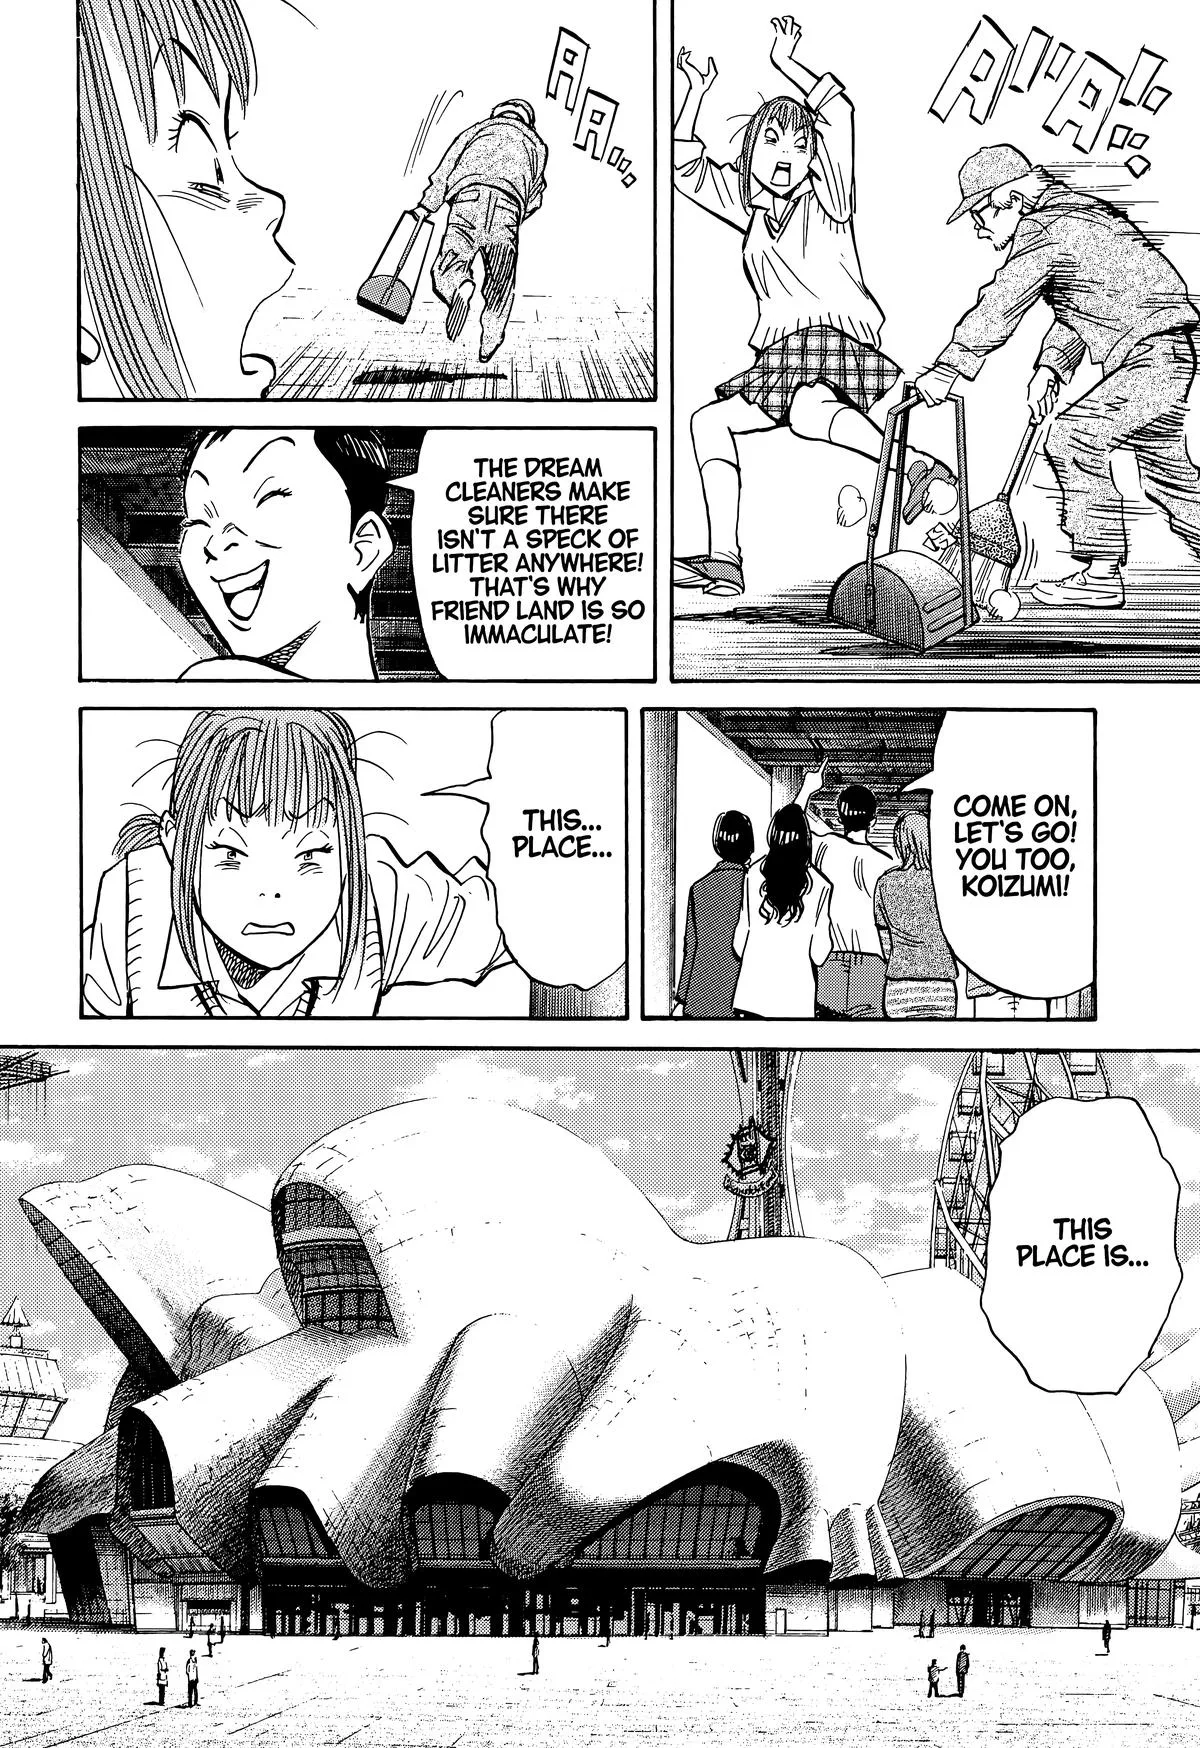 AIIA!!
AA...
THE DREAM
CLEANERS MAKE
SURE THERE
ISN'T A SPECK OF
LITTER ANYWHERE!
THAT'S WHY
FRIEND LAND IS SO
IMMACULATE!
COME ON,
LET'S GO!
YOU TOO,
KOIZUMI!
THIS...
PLACE...
THIS
PLACE IS...